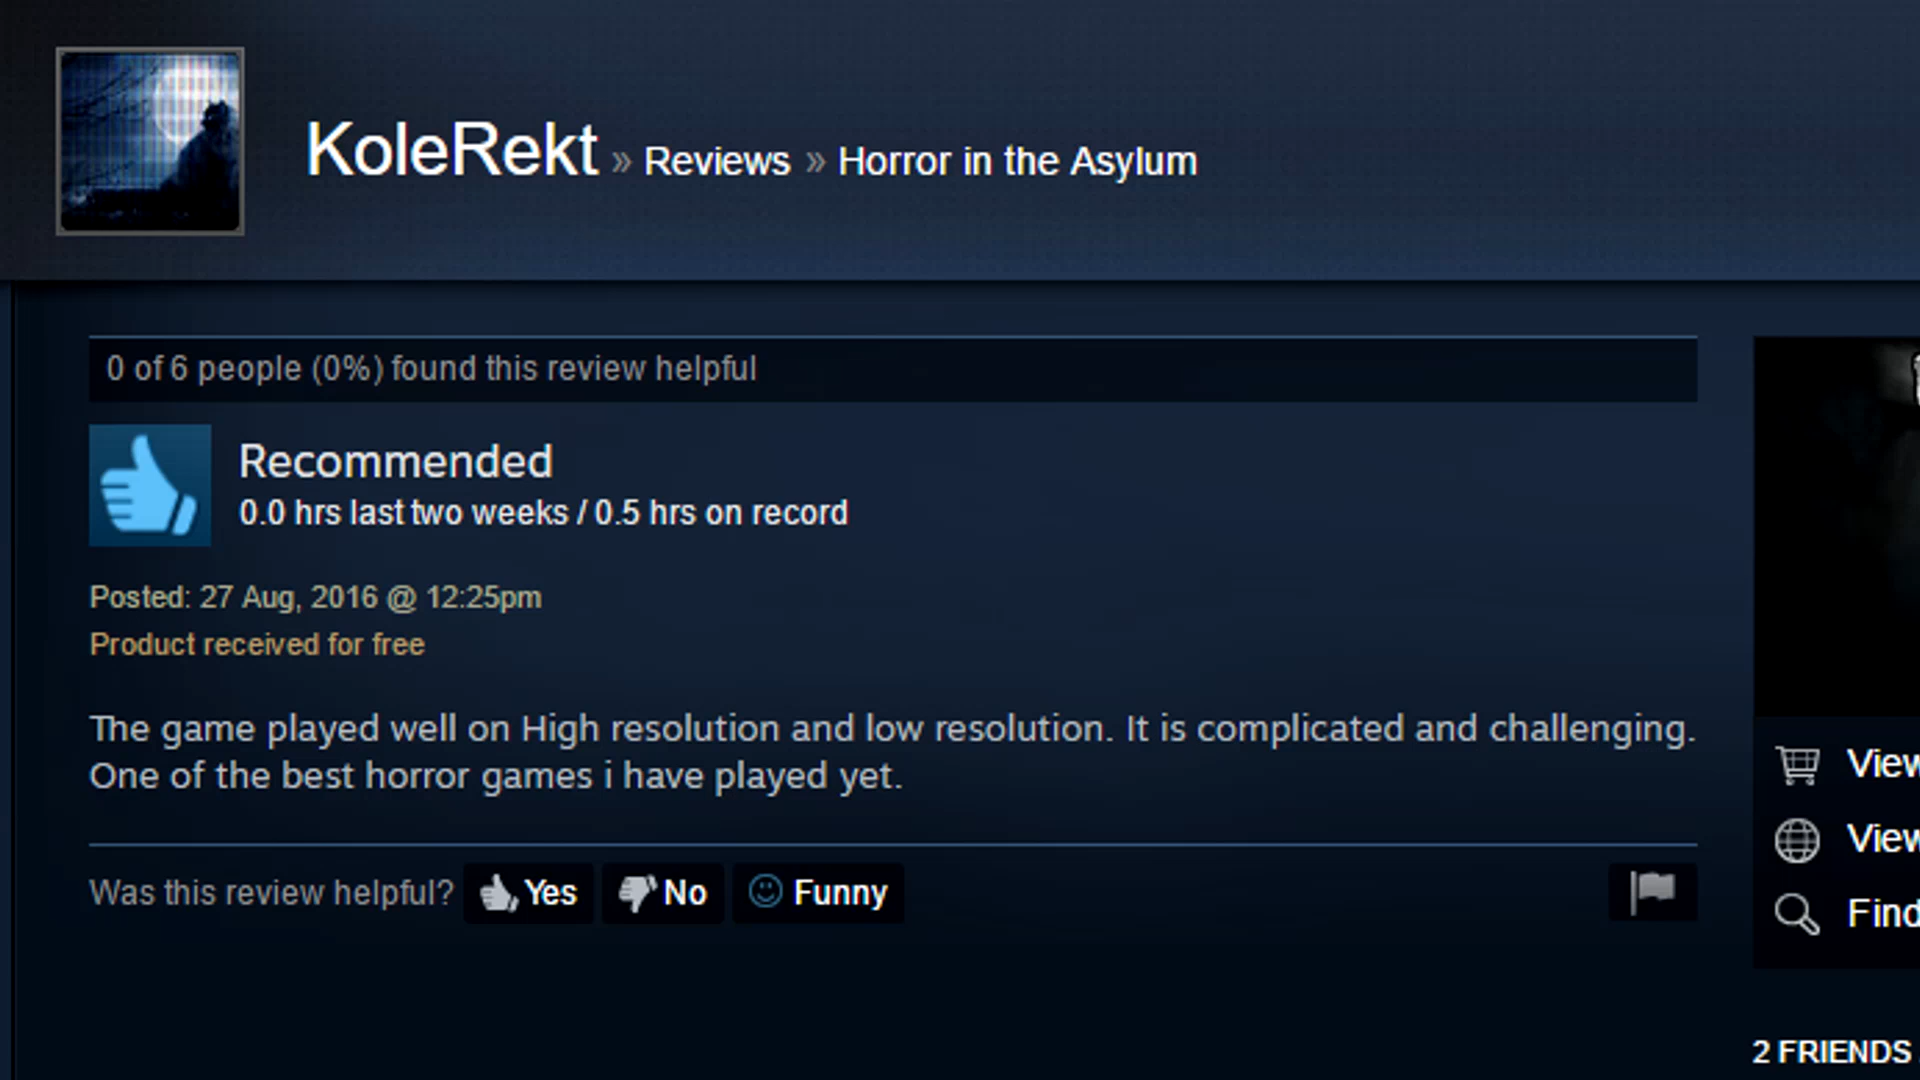 KoleRekt » Reviews » Horror in the Asylum
0 of 6 people (0%) found this review helpful
Recommended
0.0 hrs last two weeks / 0.5 hrs on record
Posted: 27 Aug, 2016 @ 12:25pm
Product received for free
The game played well on High resolution and low resolution. It is complicated and challenging.
One of the best horror games i have played yet.
Was this review helpful? Yes No Funny
View
View
Find
2 FRIENDS